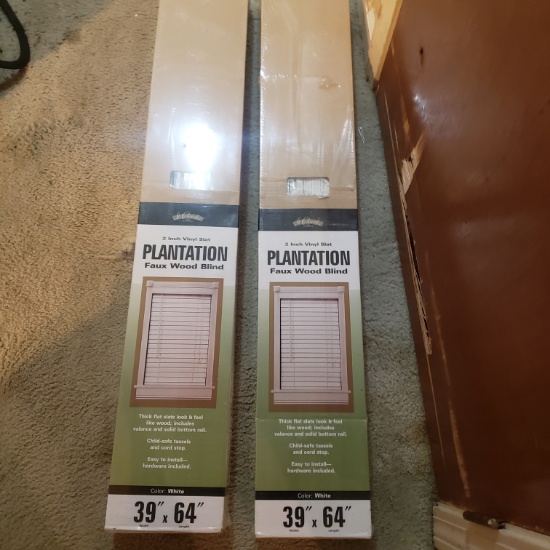 2 Inch Vinyl Slat
PLANTATION
Faux Wood Blind
Thick flat slats look & feel
like wood; includes
valance and solid bottom rail.
Child-safe tassels
and cord stop.
Easy to install—
hardware included.
Color: White
39" x 64"
2 Inch Vinyl Slat
PLANTATION
Faux Wood Blind
Thick flat slats look & feel
like wood; includes
valance and solid bottom rail.
Child-safe tassels
and cord stop.
Easy to install—
hardware included.
Color: White
39" x 64"